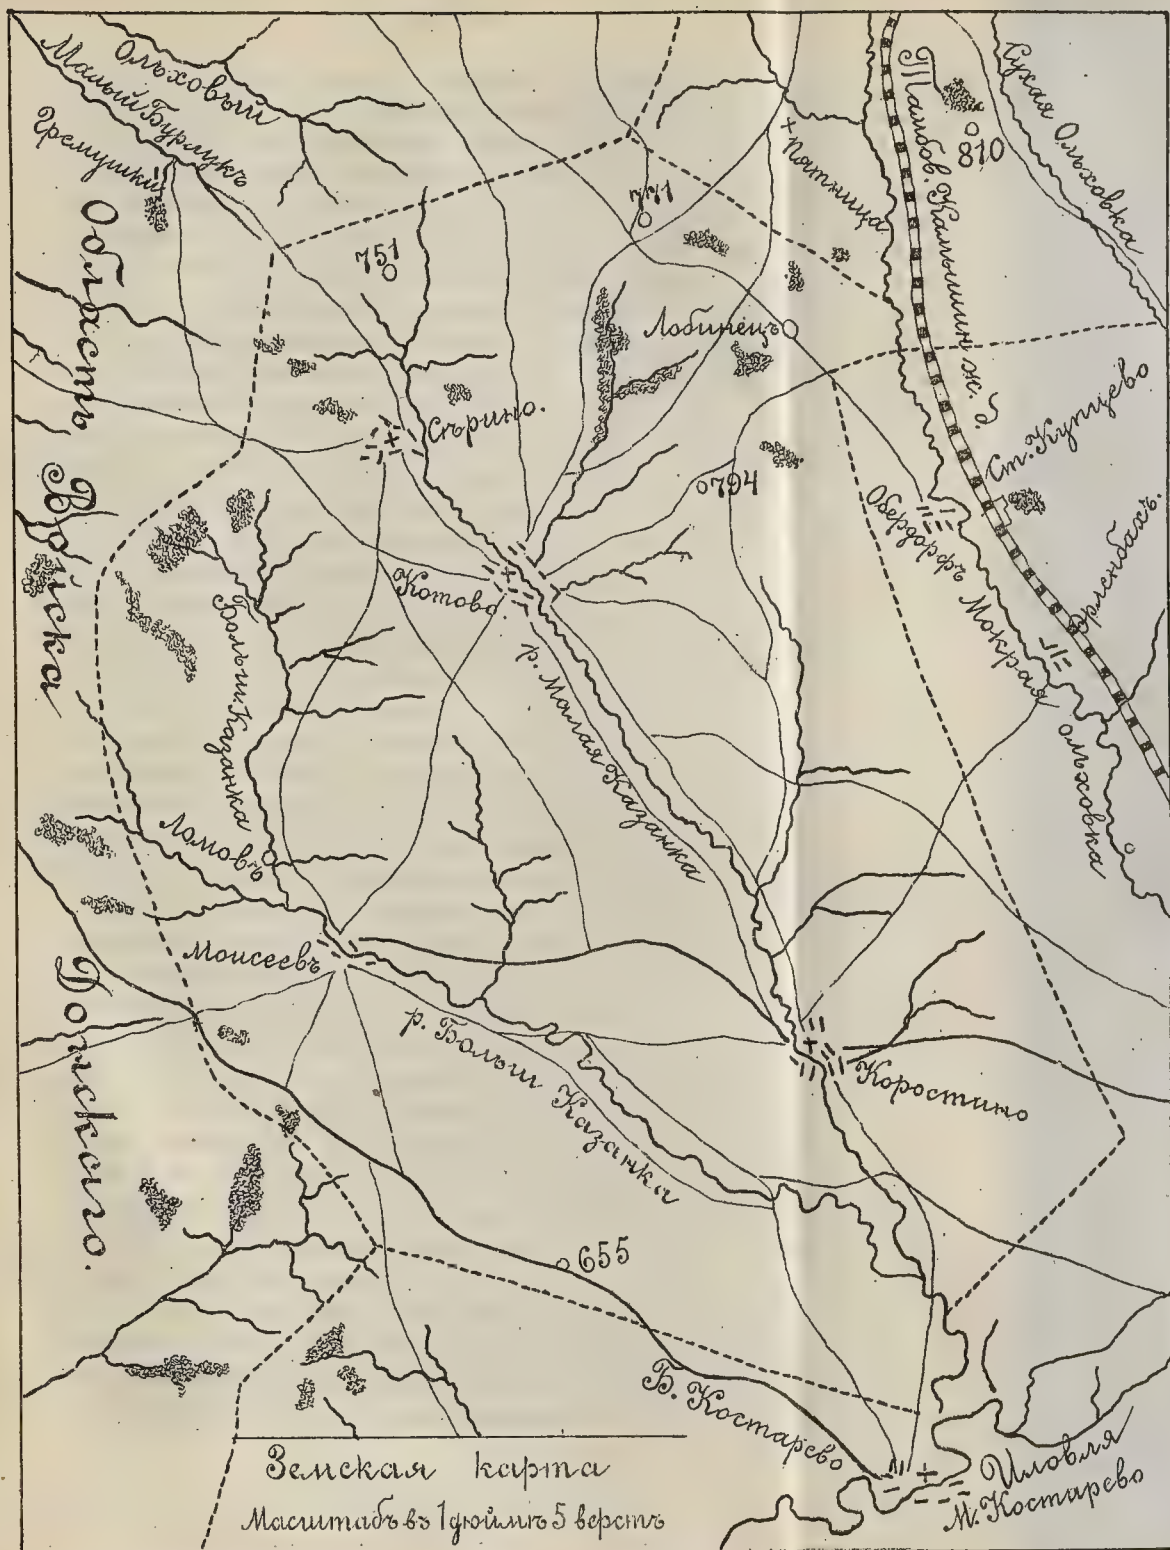 Ольховый
Малый Бурлукъ
Гремушки
Сухая Ольховка
Тамбов. Камышин. ж. д.
810
Пятница
771
751
Лобинецъ
Область Войска Донского.
Ст. Купцево
Сѣрино.
794
Обердорфъ
Эрленбахъ.
Котово.
Мокрая Ольховка
р. Малая Казанка
Больш. Казанка
Ломовъ
Моисеевъ
р. Больш Казанка
Коростино
655
Б. Костарево
Иловля
М. Костарево
Земская карта
Масштабъ въ 1 дюймѣ 5 верстъ